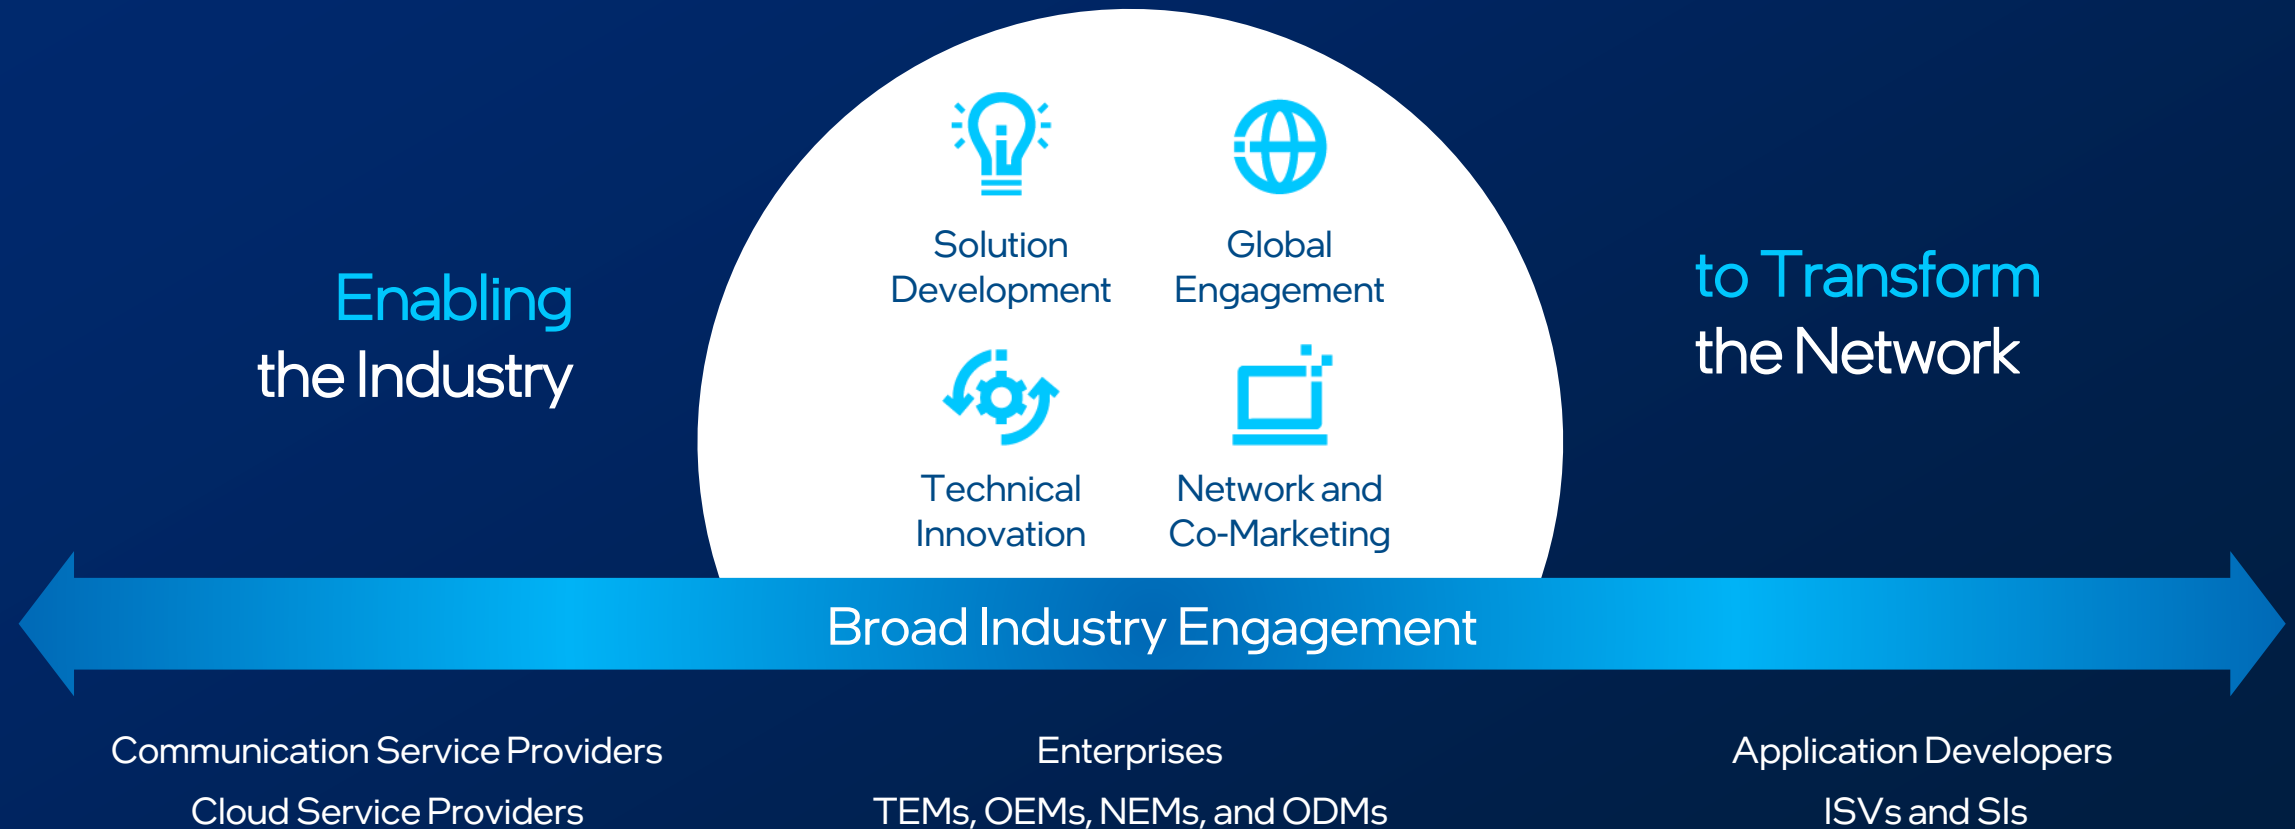 Enabling
the Industry
Solution
Development
Global
Engagement
Technical
Innovation
Network and
Co-Marketing
to Transform
the Network
Broad Industry Engagement
Communication Service Providers
Cloud Service Providers
Enterprises
TEMs, OEMs, NEMs, and ODMs
Application Developers
ISVs and SIs